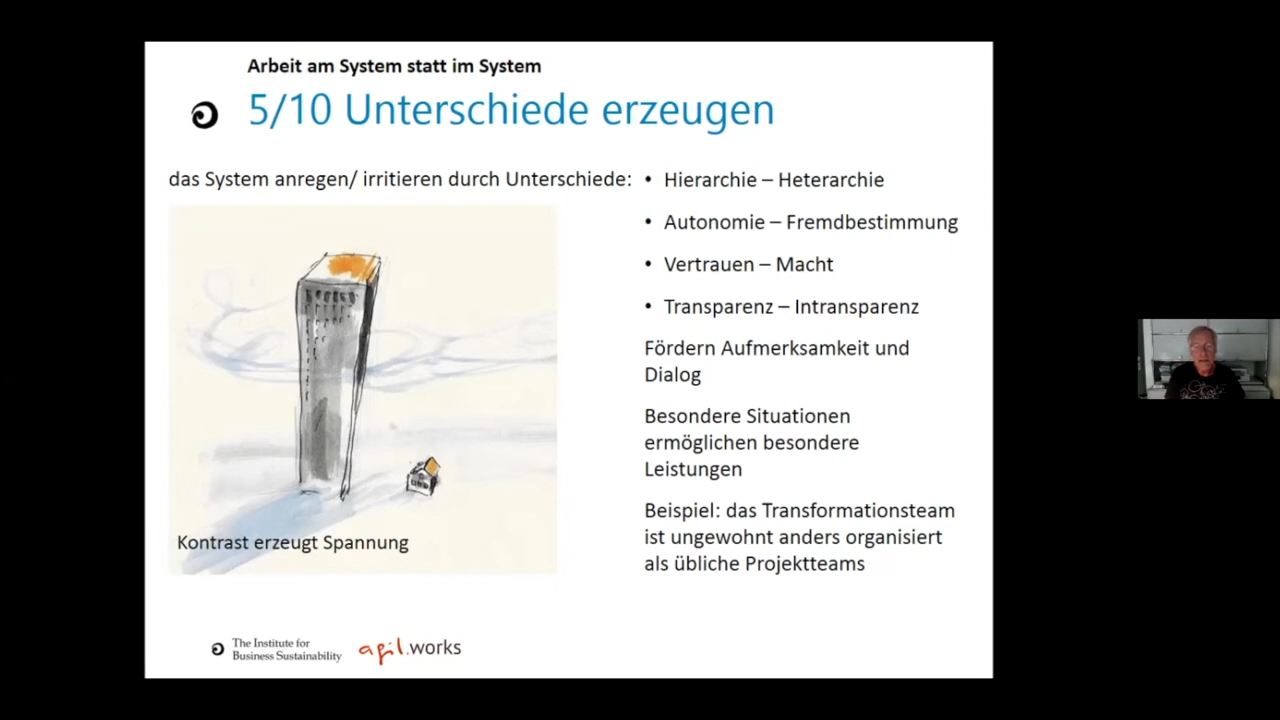 Arbeit am System statt im System
5/10 Unterschiede erzeugen
das System anregen/ irritieren durch Unterschiede:
Kontrast erzeugt Spannung
• Hierarchie – Heterarchie
• Autonomie – Fremdbestimmung
• Vertrauen – Macht
• Transparenz – Intransparenz
Fördern Aufmerksamkeit und
Dialog
Besondere Situationen
ermöglichen besondere
Leistungen
Beispiel: das Transformationsteam
ist ungewohnt anders organisiert
als übliche Projektteams
The Institute for
Business Sustainability
agil.works